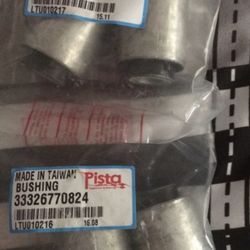 LTU010217
15.11
MADE IN TAIWAN
Pista
BUSHING
33326770824
LTU010216
16.08